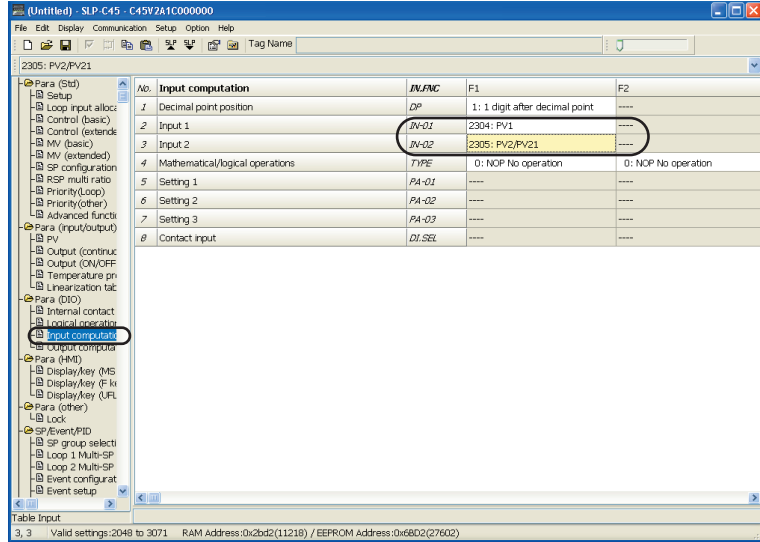 (Untitled) - SLP-C45 - C45V2A1C000000
File Edit Display Communication Setup Option Help
SLP SLP Tag Name
2305: PV2/PV21
Para (Std)
Setup
Loop input alloca
Control (basic)
Control (extende
MV (basic)
MV (extended)
SP configuration
RSP multi ratio
Priority(Loop)
Priority(other)
Advanced functio
Para (input/output)
PV
Output (continuc
Output (ON/OFF
Temperature pro
Linearization tab
Para (DIO)
Internal contact
Logical operation
Input computatio
Output computa
Para (HMI)
Display/key (MS
Display/key (F ke
Display/key (UFL
Para (other)
Lock
SP/Event/PID
SP group selecti
Loop 1 Multi-SP
Loop 2 Multi-SP
Event configurat
Event setup
No. Input computation IN.FNC F1 F2
1 Decimal point position DP 1: 1 digit after decimal point ----
2 Input 1 IN-01 2304: PV1 ----
3 Input 2 IN-02 2305: PV2/PV21 ----
4 Mathematical/logical operations TYPE 0: NOP No operation 0: NOP No operation
5 Setting 1 PA-01 ---- ----
6 Setting 2 PA-02 ---- ----
7 Setting 3 PA-03 ---- ----
8 Contact input DI.SEL ---- ----
Table Input
3, 3 Valid settings:2048 to 3071 RAM Address:0x2bd2(11218) / EEPROM Address:0x6BD2(27602)